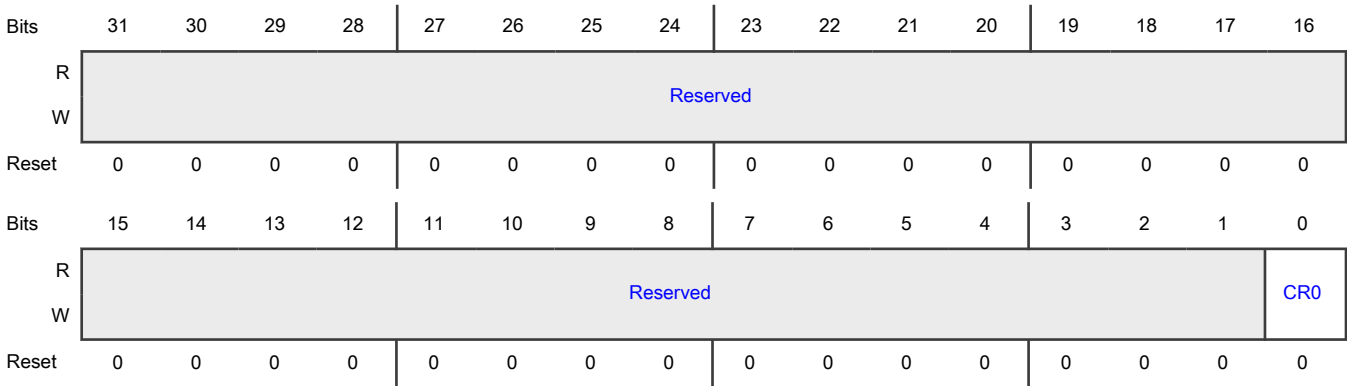 Bits 31 30 29 28 27 26 25 24 23 22 21 20 19 18 17 16
R
Reserved
W
Reset 0 0 0 0 0 0 0 0 0 0 0 0 0 0 0 0
Bits 15 14 13 12 11 10 9 8 7 6 5 4 3 2 1 0
R
Reserved CR0
W
Reset 0 0 0 0 0 0 0 0 0 0 0 0 0 0 0 0